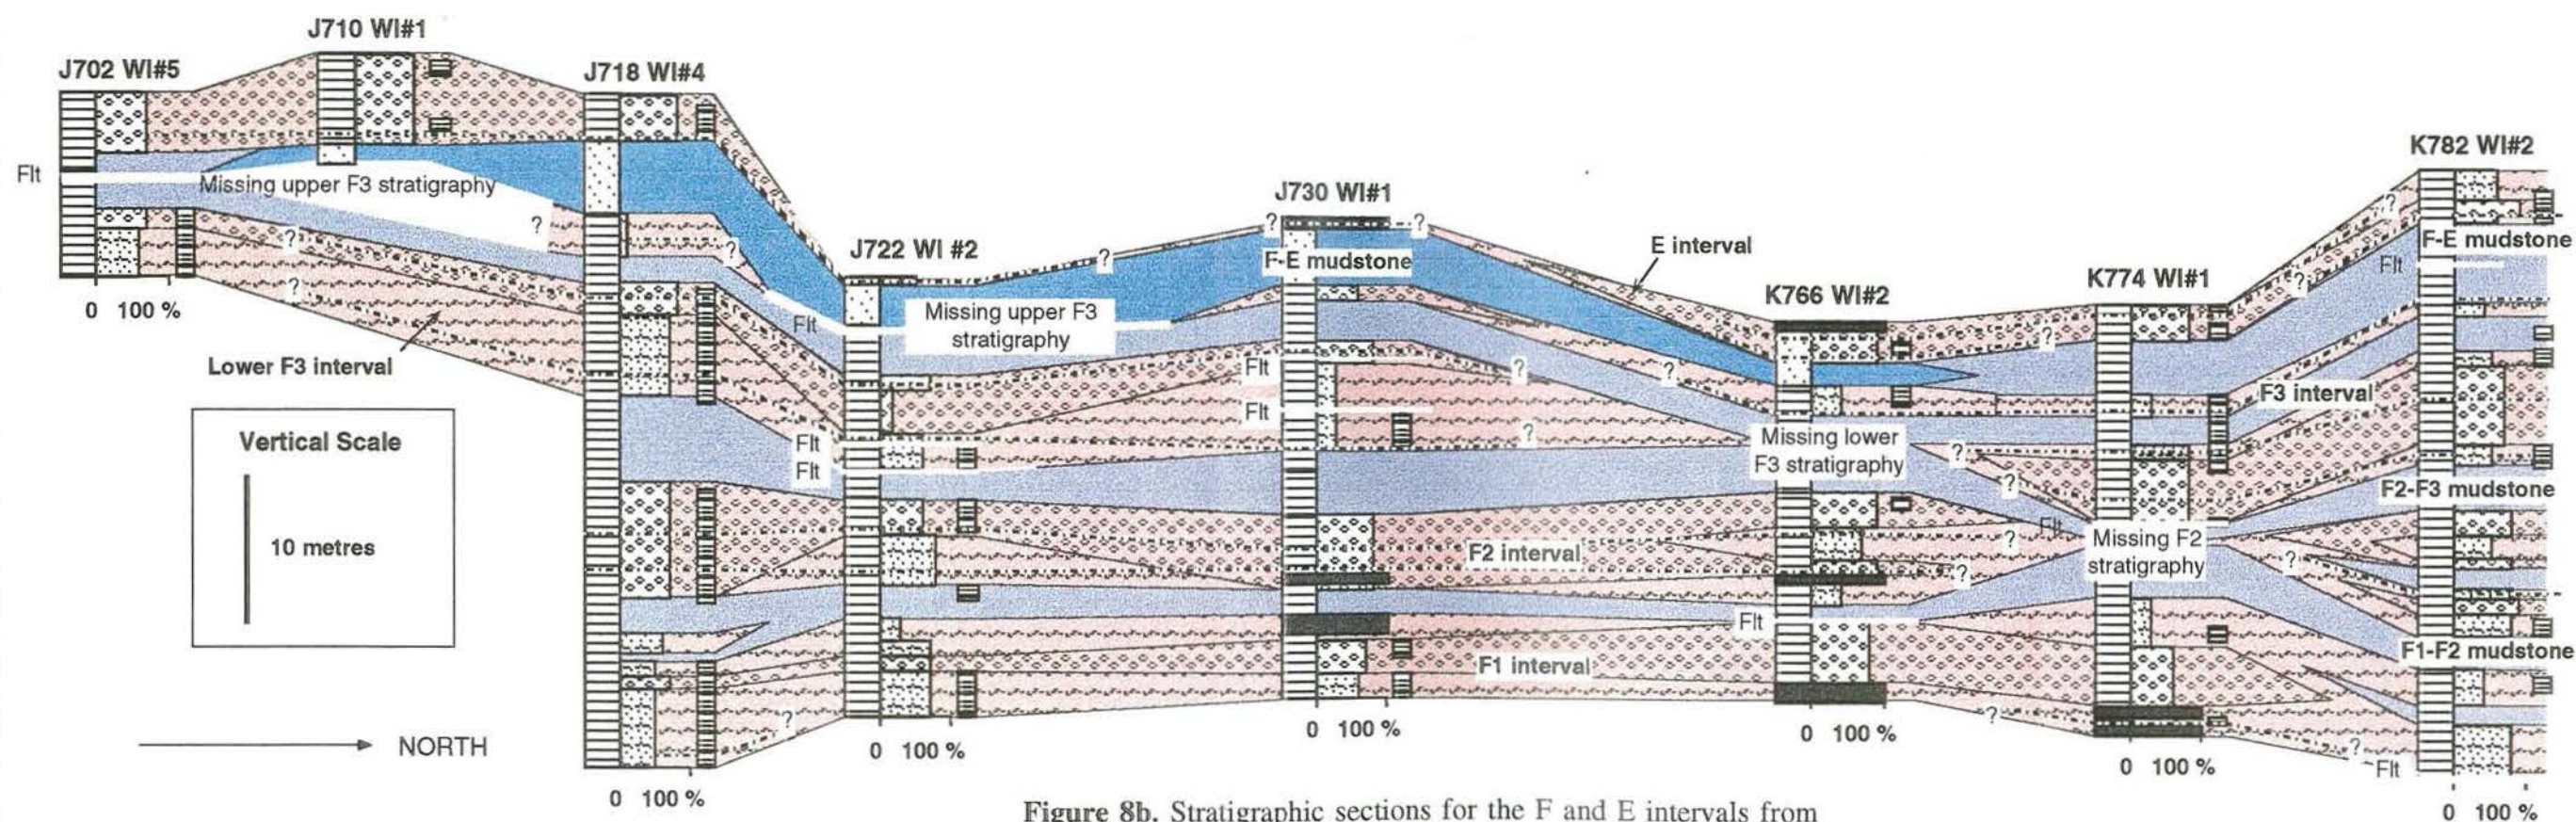 J710 WI#1
J702 WI#5
J718 WI#4
K782 WI#2
Flt
Missing upper F3 stratigraphy
?
?
?
?
J730 WI#1
?
?
?
J722 WI #2
?
F-E mudstone
E interval
K766 WI#2
K774 WI#1
?
?
?
F-E mudstone
Flt
0 100 %
Flt
Missing upper F3
stratigraphy
Flt
Flt
?
?
?
F3 interval
Lower F3 interval
Vertical Scale
10 metres
Flt
Flt
Missing lower
F3 stratigraphy
?
?
F2-F3 mudstone
Flt
F2 interval
?
?
Missing F2
stratigraphy
?
Flt
F1 interval
F1-F2 mudstone
NORTH
?
?
?
Flt
0 100 %
0 100 %
0 100 %
0 100 %
0 100 %
0 100 %
Figure 8b. Stratigraphic sections for the F and E intervals from